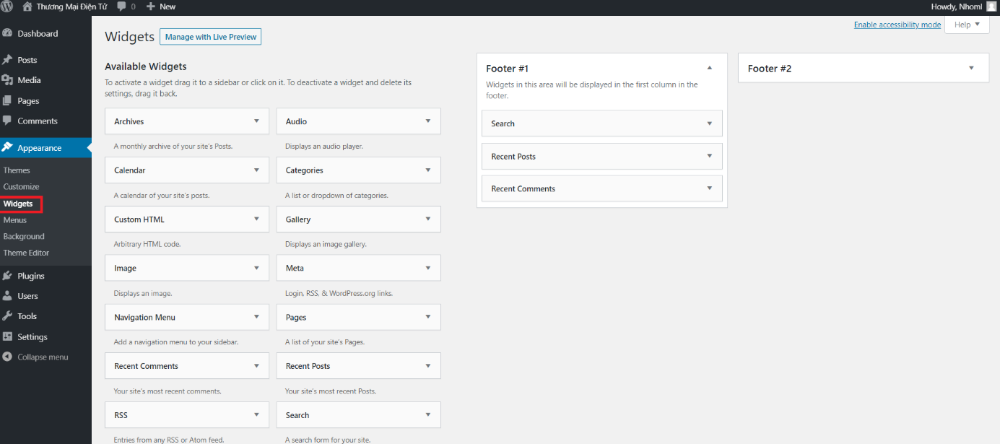 Thương Mại Điện Tử
0
New
Howdy, Nhoml
Dashboard
Posts
Media
Pages
Comments
Appearance
Themes
Customize
Widgets
Menus
Background
Theme Editor
Plugins
Users
Tools
Settings
Collapse menu
Enable accessibility mode
Help
Widgets
Manage with Live Preview
Available Widgets
To activate a widget drag it to a sidebar or click on it. To deactivate a widget and delete its
settings, drag it back.
Archives
A monthly archive of your site's Posts.
Audio
Displays an audio player.
Calendar
A calendar of your site's posts.
Categories
A list or dropdown of categories.
Custom HTML
Arbitrary HTML code.
Gallery
Displays an image gallery.
Image
Displays an image.
Meta
Login, RSS, & WordPress.org links.
Navigation Menu
Add a navigation menu to your sidebar.
Pages
A list of your site's Pages.
Recent Comments
Your site's most recent comments.
Recent Posts
Your site's most recent Posts.
RSS
Entries from any RSS or Atom feed.
Search
A search form for your site.
Footer #1
Widgets in this area will be displayed in the first column in the
footer.
Search
Recent Posts
Recent Comments
Footer #2